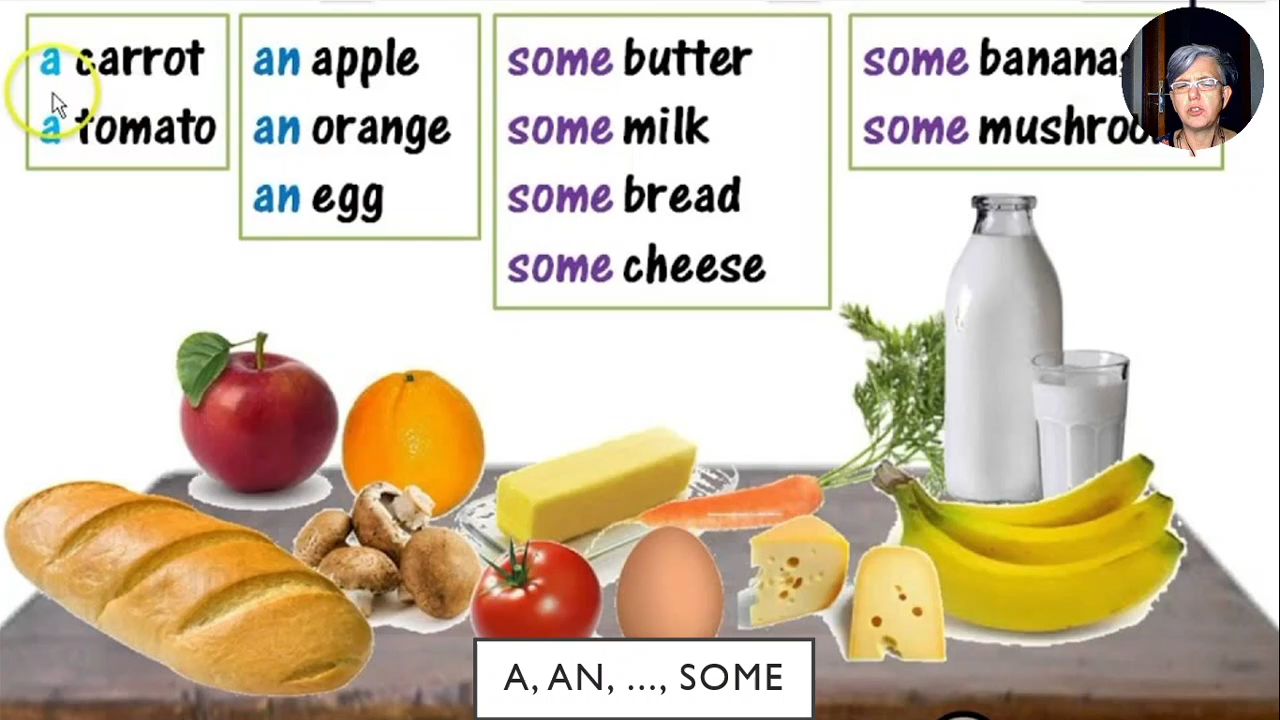 a carrot
a tomato
an apple
an orange
an egg
some butter
some milk
some bread
some cheese
some
some
A, AN, ..., SOME